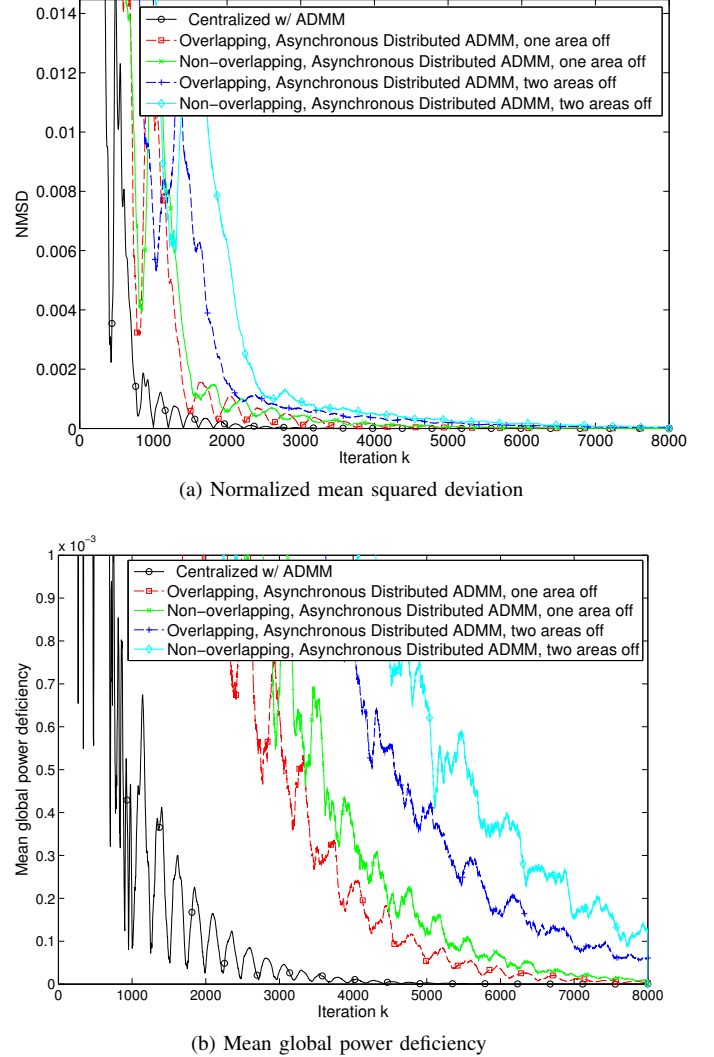 0.014
0.012
0.01
0.008
0.006
0.004
0.002
0
NMSD
Centralized w/ ADMM
Overlapping, Asynchronous Distributed ADMM, one area off
Non-overlapping, Asynchronous Distributed ADMM, one area off
Overlapping, Asynchronous Distributed ADMM, two areas off
Non-overlapping, Asynchronous Distributed ADMM, two areas off
0 1000 2000 3000 4000 5000 6000 7000 8000
Iteration k
(a) Normalized mean squared deviation
x 10⁻³
1
0.9
0.8
0.7
0.6
0.5
0.4
0.3
0.2
0.1
0
Mean global power deficiency
Centralized w/ ADMM
Overlapping, Asynchronous Distributed ADMM, one area off
Non-overlapping, Asynchronous Distributed ADMM, one area off
Overlapping, Asynchronous Distributed ADMM, two areas off
Non-overlapping, Asynchronous Distributed ADMM, two areas off
0 1000 2000 3000 4000 5000 6000 7000 8000
Iteration k
(b) Mean global power deficiency